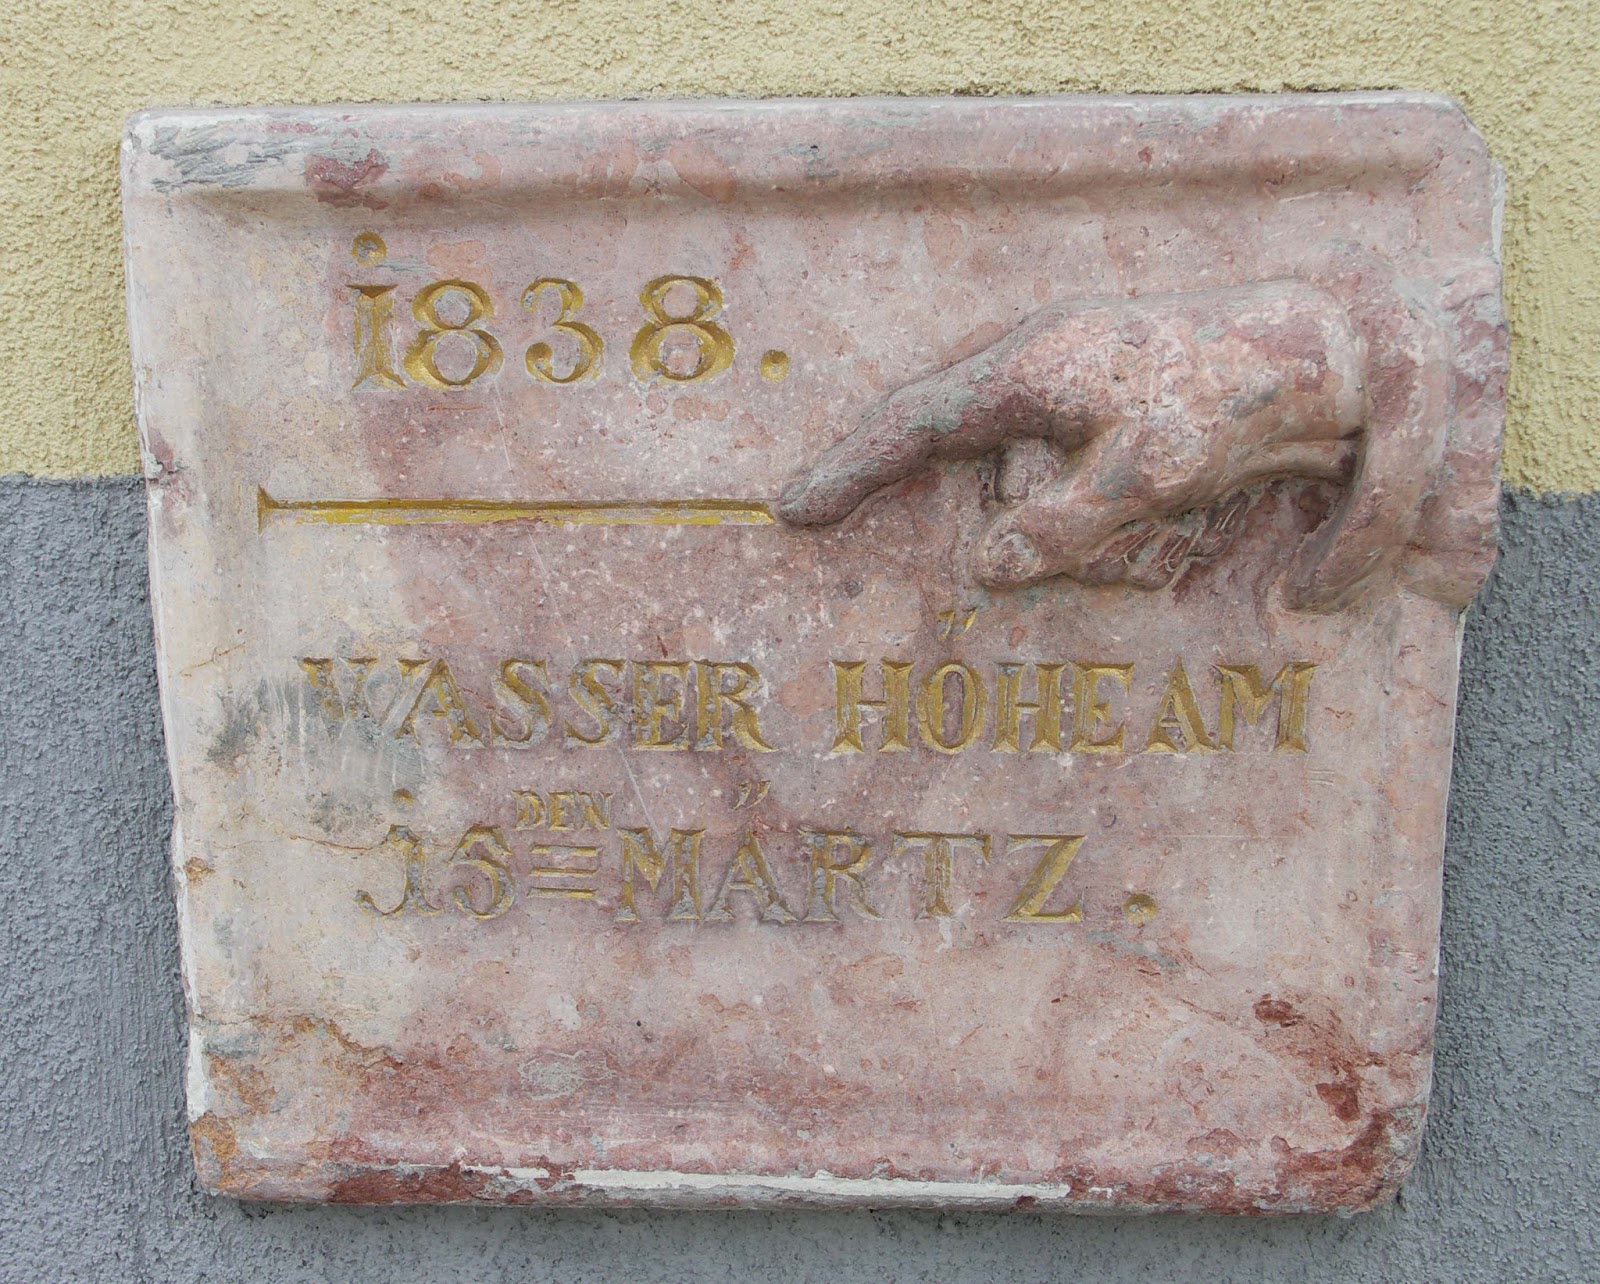 1838.
WASSER HÖHE AM
15 DEN = MÄRTZ.